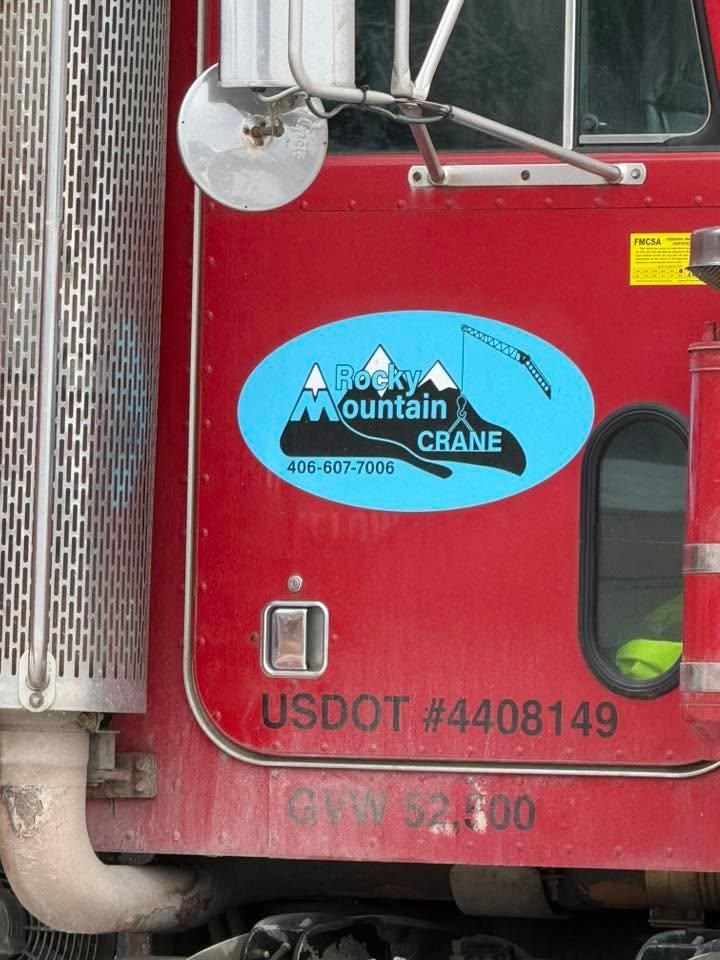 FMCSA
Rocky
Mountain
CRANE
406-607-7006
USDOT #4408149
GVW 52,500